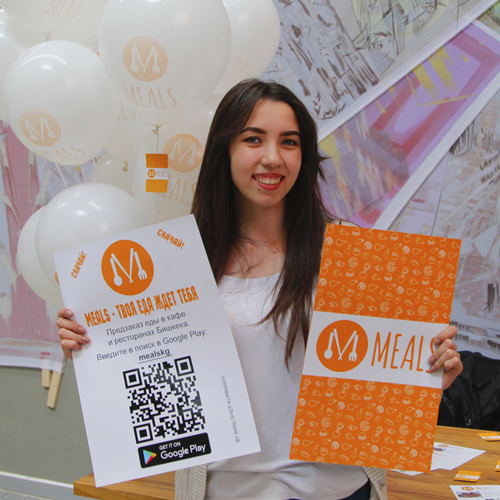 MEALS
MEALS
СКАЧАЙ!
СКАЧАЙ!
MEALS - ТВОЯ ЕДА ЖДЕТ ТЕБЯ
Предзаказ еды в кафе
и ресторанах Бишкека.
Введите в поиск в Google Play:
mealskg
GET IT ON
Google Play
MEALS